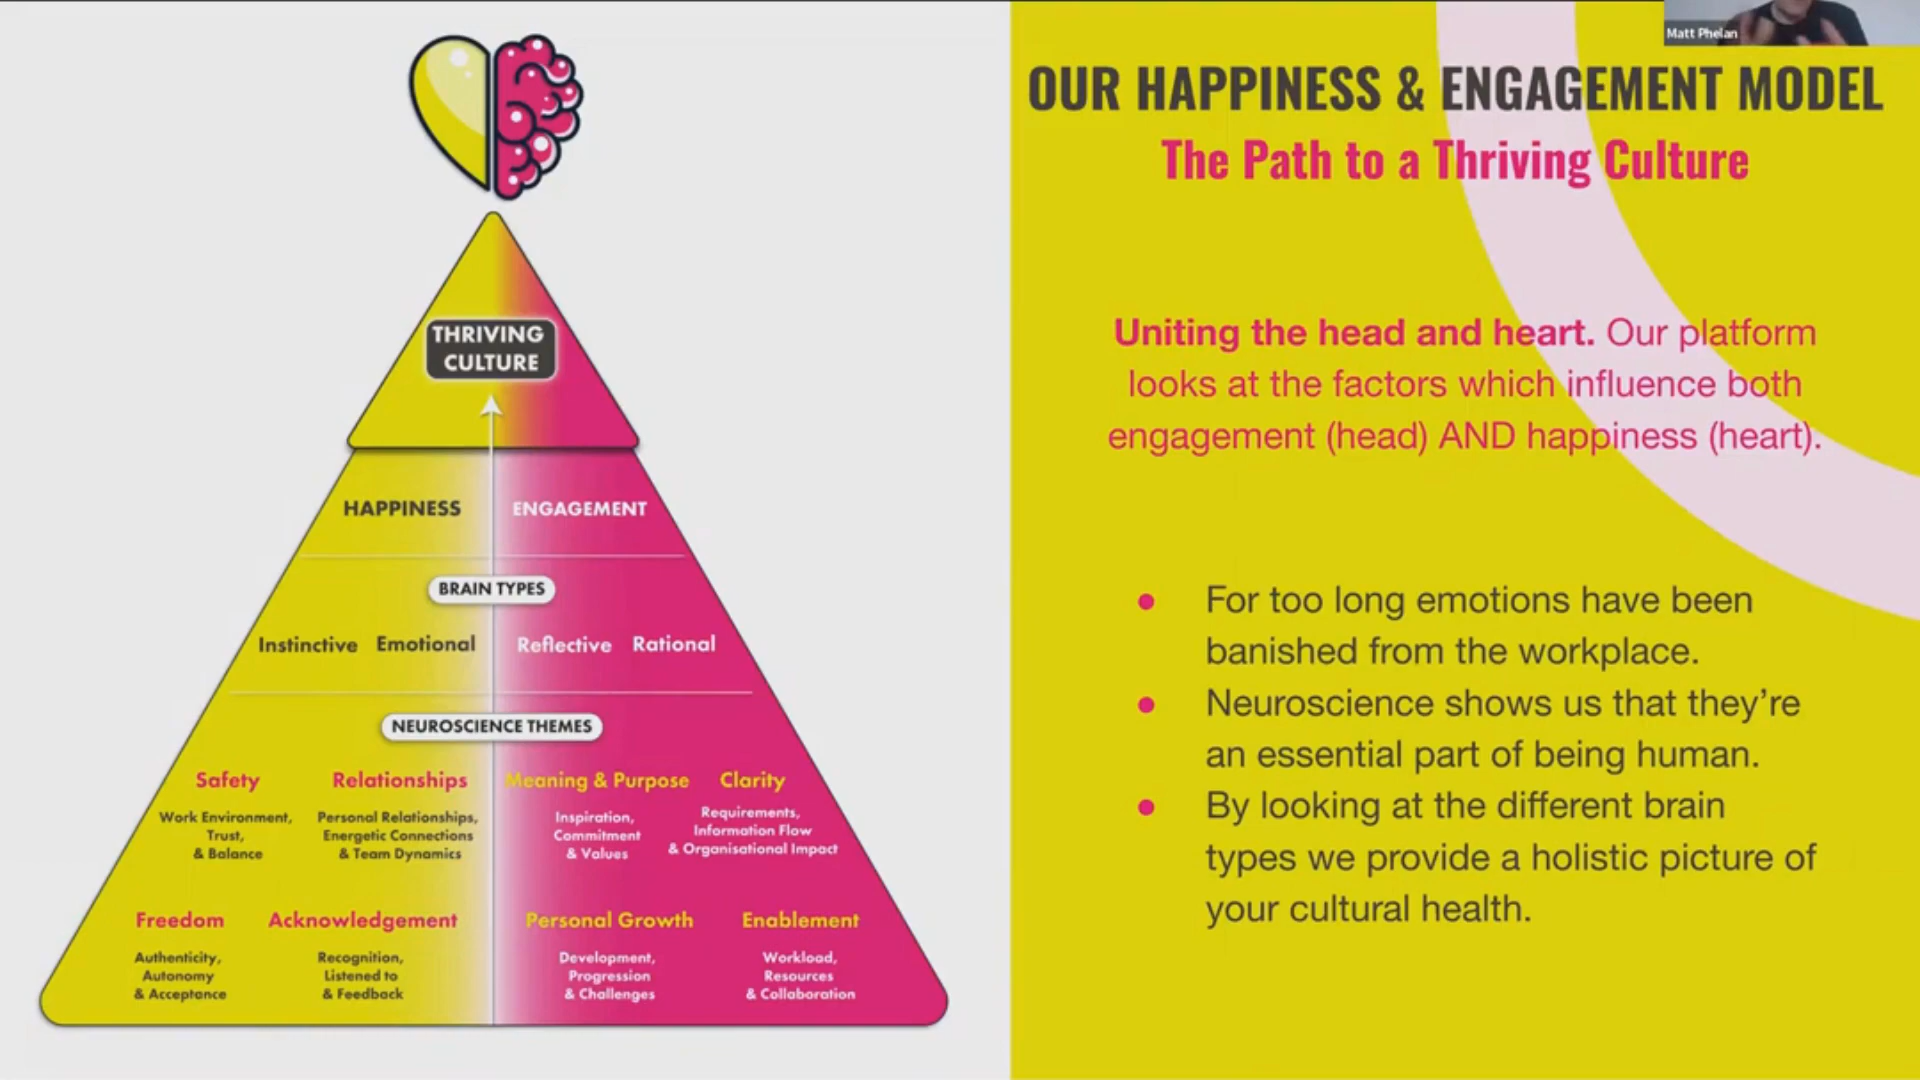 Matt Phelan
OUR HAPPINESS & ENGAGEMENT MODEL
The Path to a Thriving Culture
Uniting the head and heart. Our platform
looks at the factors which influence both
engagement (head) AND happiness (heart).
For too long emotions have been
banished from the workplace.
Neuroscience shows us that they're
an essential part of being human.
By looking at the different brain
types we provide a holistic picture of
your cultural health.
THRIVING
CULTURE
HAPPINESS
ENGAGEMENT
BRAIN TYPES
Instinctive
Emotional
Reflective
Rational
NEUROSCIENCE THEMES
Safety
Work Environment,
Trust,
& Balance
Relationships
Personal Relationships,
Energetic Connections
& Team Dynamics
Meaning & Purpose
Inspiration,
Commitment
& Values
Clarity
Requirements,
Information Flow
& Organisational Impact
Freedom
Authenticity,
Autonomy
& Acceptance
Acknowledgement
Recognition,
Listened to
& Feedback
Personal Growth
Development,
Progression
& Challenges
Enablement
Workload,
Resources
& Collaboration